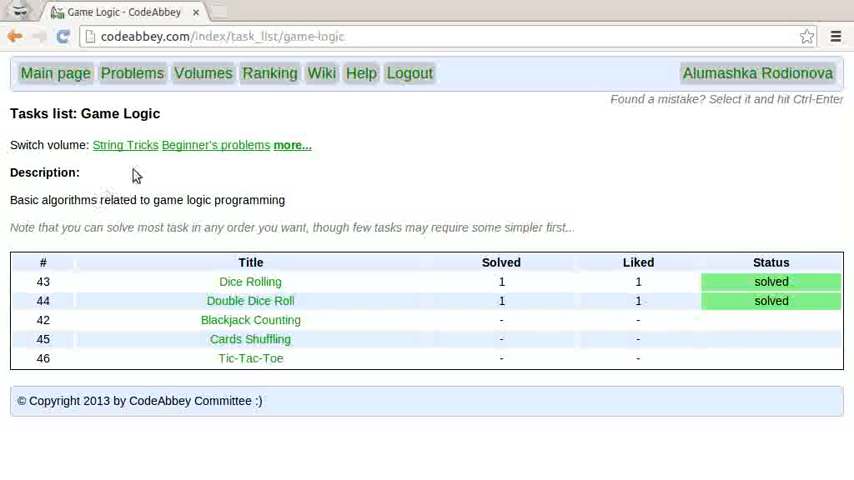 Game Logic - CodeAbbey
codeabbey.com/index/task_list/game-logic
Main page Problems Volumes Ranking Wiki Help Logout Alumashka Rodionova
Found a mistake? Select it and hit Ctrl-Enter
Tasks list: Game Logic
Switch volume: String Tricks Beginner's problems more...
Description:
Basic algorithms related to game logic programming
Note that you can solve most task in any order you want, though few tasks may require some simpler first...
# Title Solved Liked Status
43 Dice Rolling 1 1 solved
44 Double Dice Roll 1 1 solved
42 Blackjack Counting - -
45 Cards Shuffling - -
46 Tic-Tac-Toe - -
© Copyright 2013 by CodeAbbey Committee :)